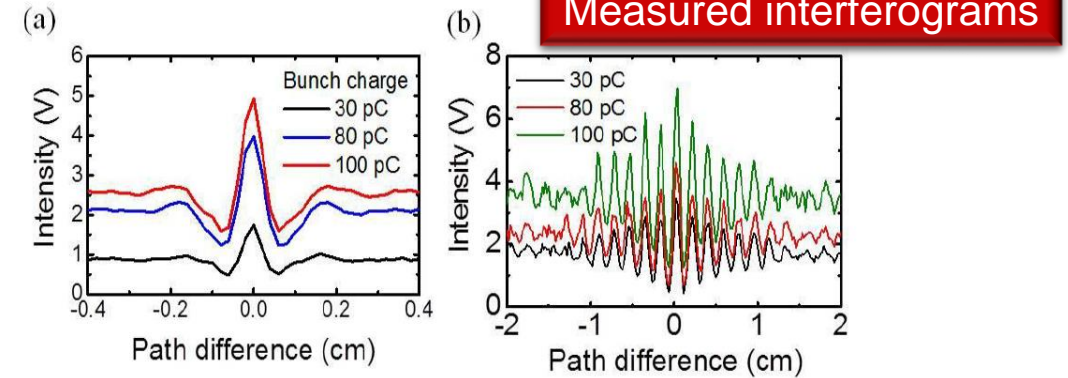 Measured interferograms
(a)
Intensity (V)
6
5
4
3
2
1
0
Bunch charge
30 pC
80 pC
100 pC
-0.4
-0.2
0.0
0.2
0.4
Path difference (cm)
(b)
Intensity (V)
8
6
4
2
0
30 pC
80 pC
100 pC
-2
-1
0
1
2
Path difference (cm)